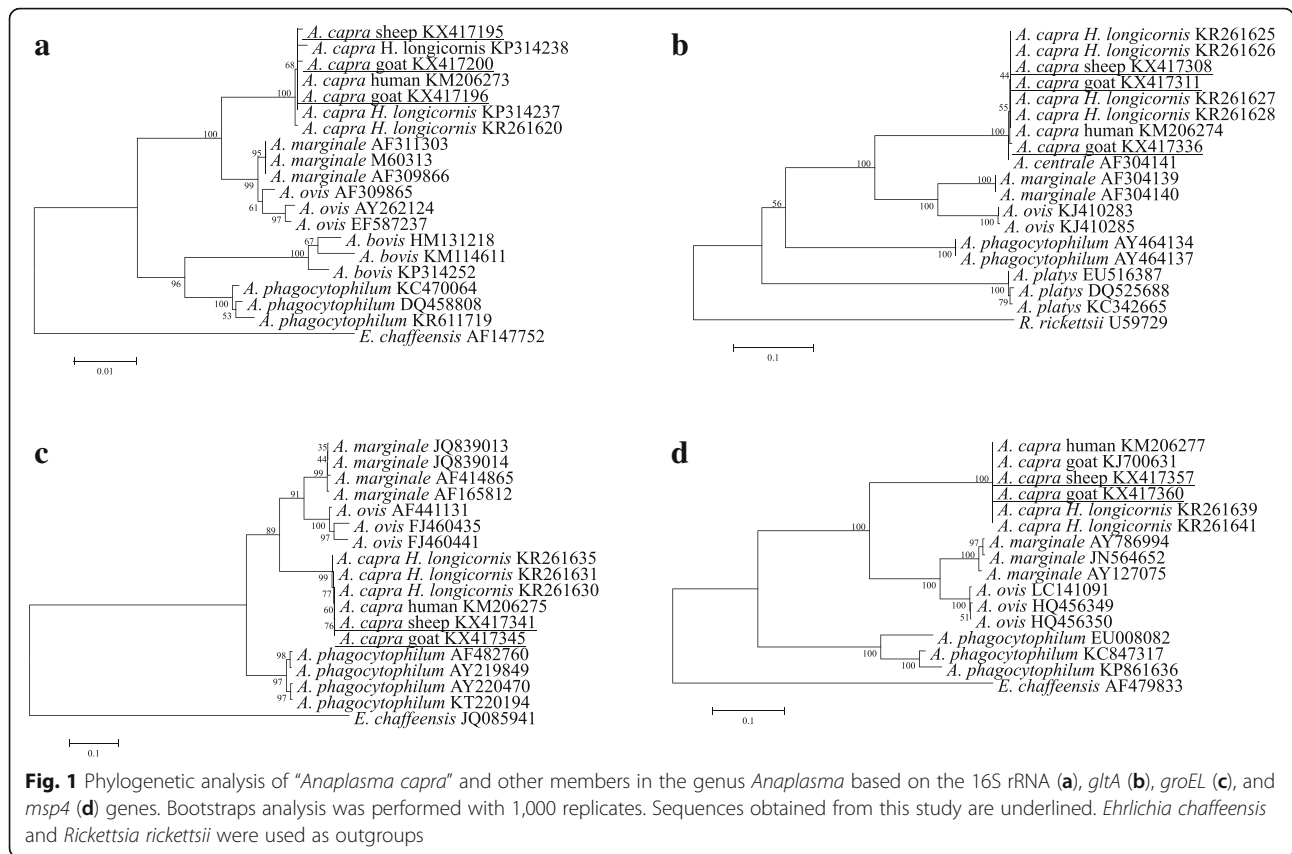 a
A. capra sheep KX417195
A. capra H. longicornis KP314238
A. capra goat KX417200
A. capra human KM206273
A. capra goat KX417196
A. capra H. longicornis KP314237
A. capra H. longicornis KR261620
A. marginale AF311303
A. marginale M60313
A. marginale AF309866
A. ovis AF309865
A. ovis AY262124
A. ovis EF587237
A. bovis HM131218
A. bovis KM114611
A. bovis KP314252
A. phagocytophilum KC470064
A. phagocytophilum DQ458808
A. phagocytophilum KR611719
E. chaffeensis AF147752
68
100
100
95
99
61
97
67
100
96
100
53
0.01
b
A. capra H. longicornis KR261625
A. capra H. longicornis KR261626
A. capra sheep KX417308
A. capra goat KX417311
A. capra H. longicornis KR261627
A. capra H. longicornis KR261628
A. capra human KM206274
A. capra goat KX417336
A. centrale AF304141
A. marginale AF304139
A. marginale AF304140
A. ovis KJ410283
A. ovis KJ410285
A. phagocytophilum AY464134
A. phagocytophilum AY464137
A. platys EU516387
A. platys DQ525688
A. platys KC342665
R. rickettsii U59729
44
55
100
100
100
100
100
56
100
100
79
0.1
c
A. marginale JQ839013
A. marginale JQ839014
A. marginale AF414865
A. marginale AF165812
A. ovis AF441131
A. ovis FJ460435
A. ovis FJ460441
A. capra H. longicornis KR261635
A. capra H. longicornis KR261631
A. capra H. longicornis KR261630
A. capra human KM206275
A. capra sheep KX417341
A. capra goat KX417345
A. phagocytophilum AF482760
A. phagocytophilum AY219849
A. phagocytophilum AY220470
A. phagocytophilum KT220194
E. chaffeensis JQ085941
35
44
99
91
100
97
89
99
77
60
76
98
97
97
0.1
d
A. capra human KM206277
A. capra goat KJ700631
A. capra sheep KX417357
A. capra goat KX417360
A. capra H. longicornis KR261639
A. capra H. longicornis KR261641
A. marginale AY786994
A. marginale JN564652
A. marginale AY127075
A. ovis LC141091
A. ovis HQ456349
A. ovis HQ456350
A. phagocytophilum EU008082
A. phagocytophilum KC847317
A. phagocytophilum KP861636
E. chaffeensis AF479833
100
100
97
100
100
100
51
100
100
0.1
Fig. 1 Phylogenetic analysis of "Anaplasma capra" and other members in the genus Anaplasma based on the 16S rRNA (a), gltA (b), groEL (c), and
msp4 (d) genes. Bootstraps analysis was performed with 1,000 replicates. Sequences obtained from this study are underlined. Ehrlichia chaffeensis
and Rickettsia rickettsii were used as outgroups